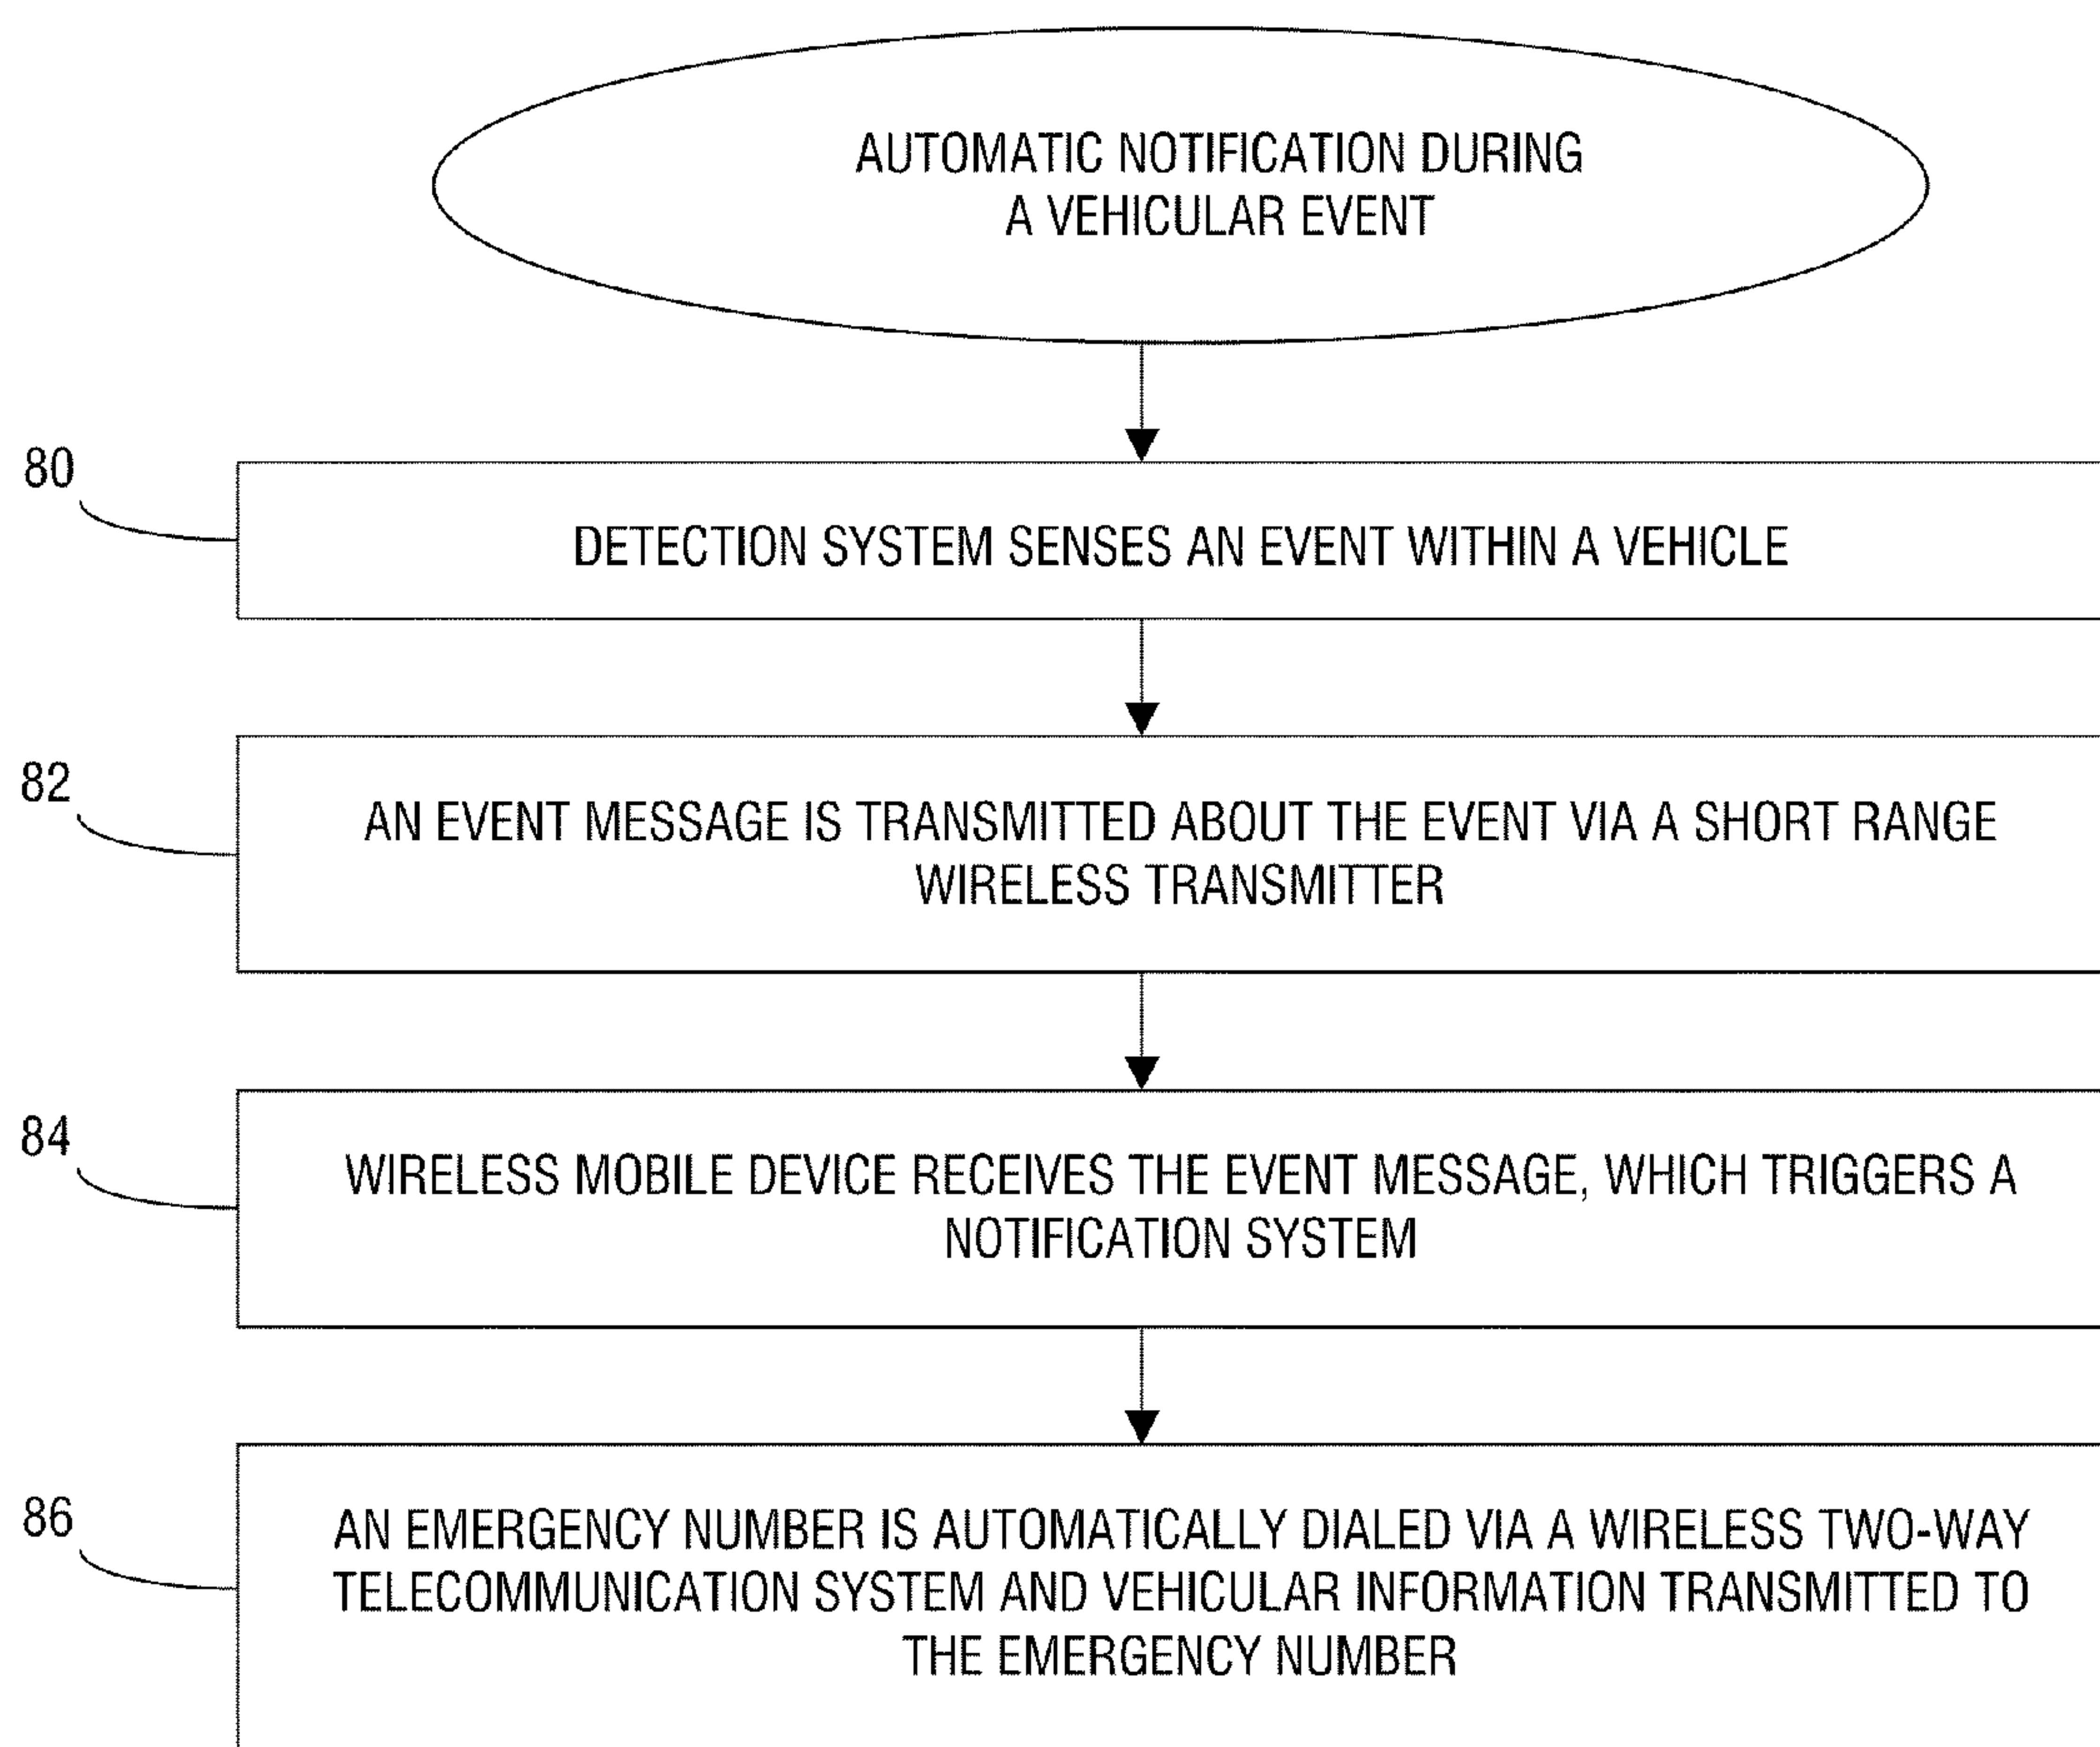 AUTOMATIC NOTIFICATION DURING
A VEHICULAR EVENT
80
DETECTION SYSTEM SENSES AN EVENT WITHIN A VEHICLE
82
AN EVENT MESSAGE IS TRANSMITTED ABOUT THE EVENT VIA A SHORT RANGE
WIRELESS TRANSMITTER
84
WIRELESS MOBILE DEVICE RECEIVES THE EVENT MESSAGE, WHICH TRIGGERS A
NOTIFICATION SYSTEM
86
AN EMERGENCY NUMBER IS AUTOMATICALLY DIALED VIA A WIRELESS TWO-WAY
TELECOMMUNICATION SYSTEM AND VEHICULAR INFORMATION TRANSMITTED TO
THE EMERGENCY NUMBER